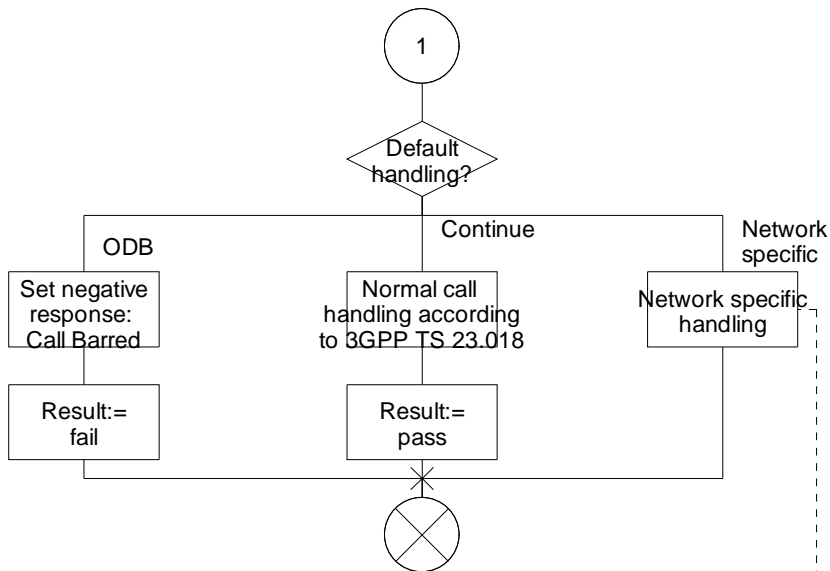 1
Default
handling?
ODB
Continue
Network
specific
Set negative
response:
Call Barred
Normal call
handling according
to 3GPP TS 23.018
Network specific
handling
Result:=
fail
Result:=
pass